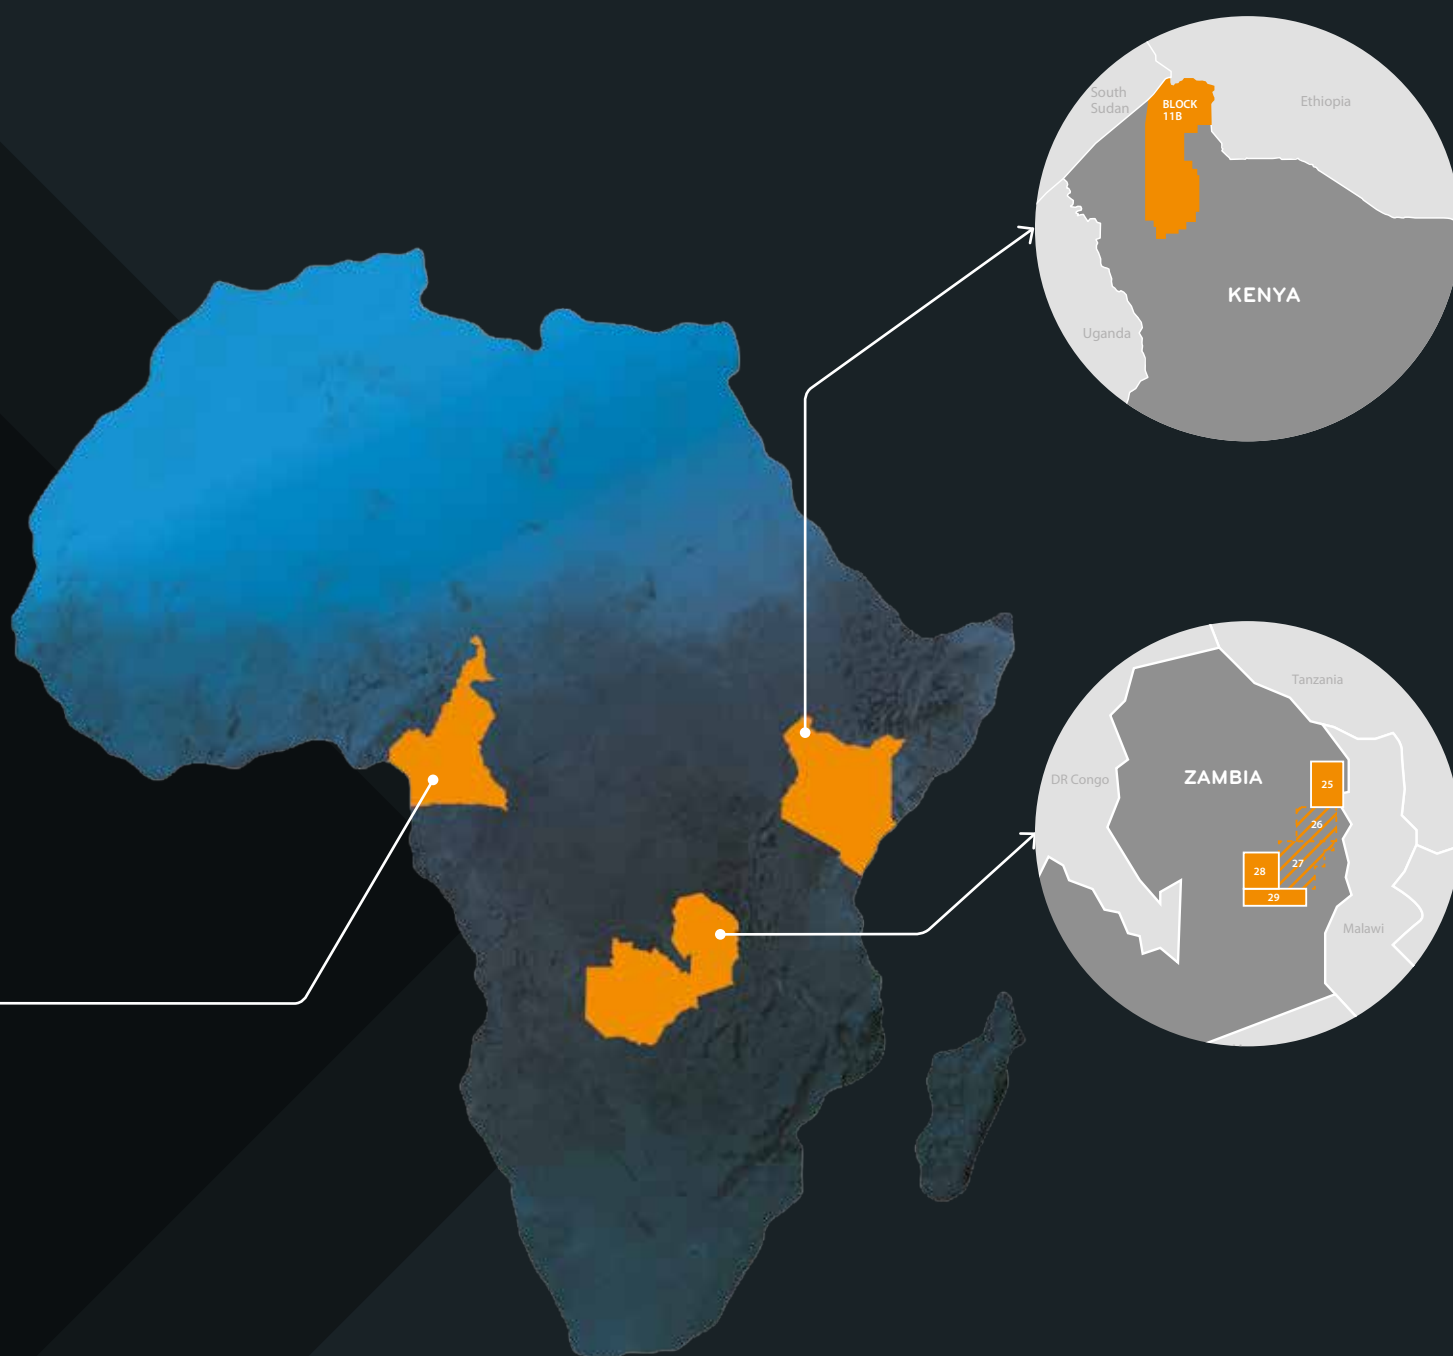 South
Sudan
BLOCK
11B
Ethiopia
KENYA
Uganda
Tanzania
DR Congo
ZAMBIA
25
26
27
28
29
Malawi